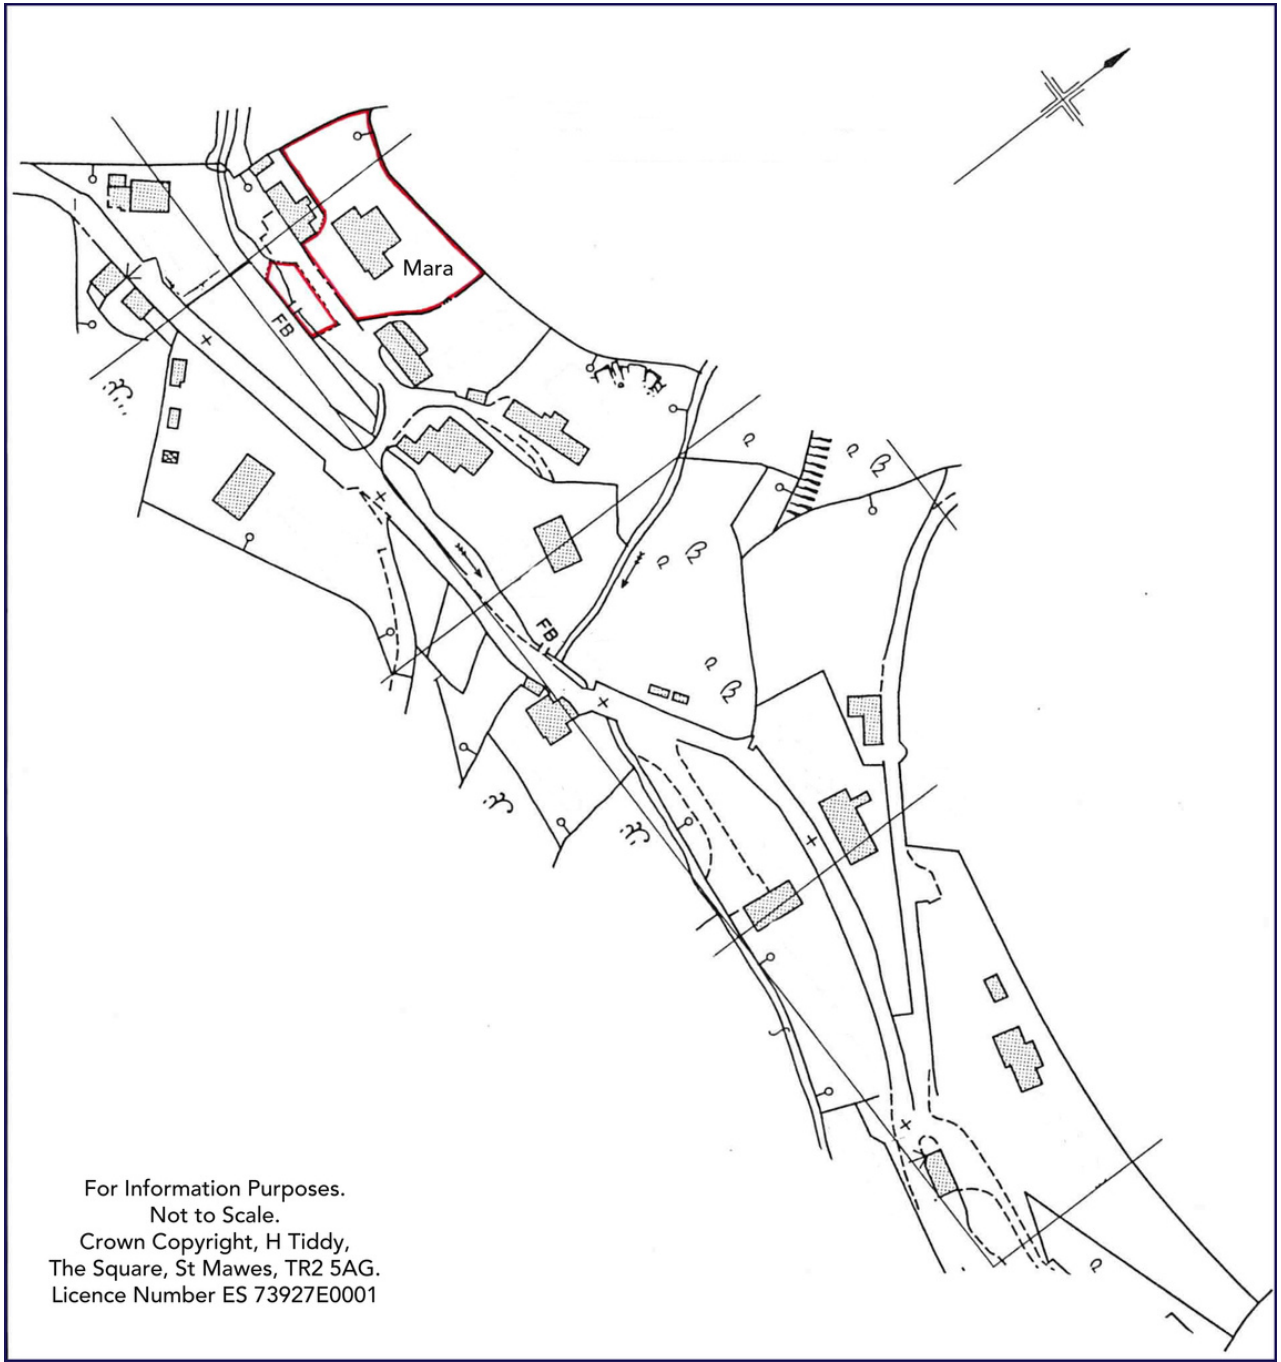 Mara
FB
FB
For Information Purposes.
Not to Scale.
Crown Copyright, H Tiddy,
The Square, St Mawes, TR2 5AG.
Licence Number ES 73927E0001